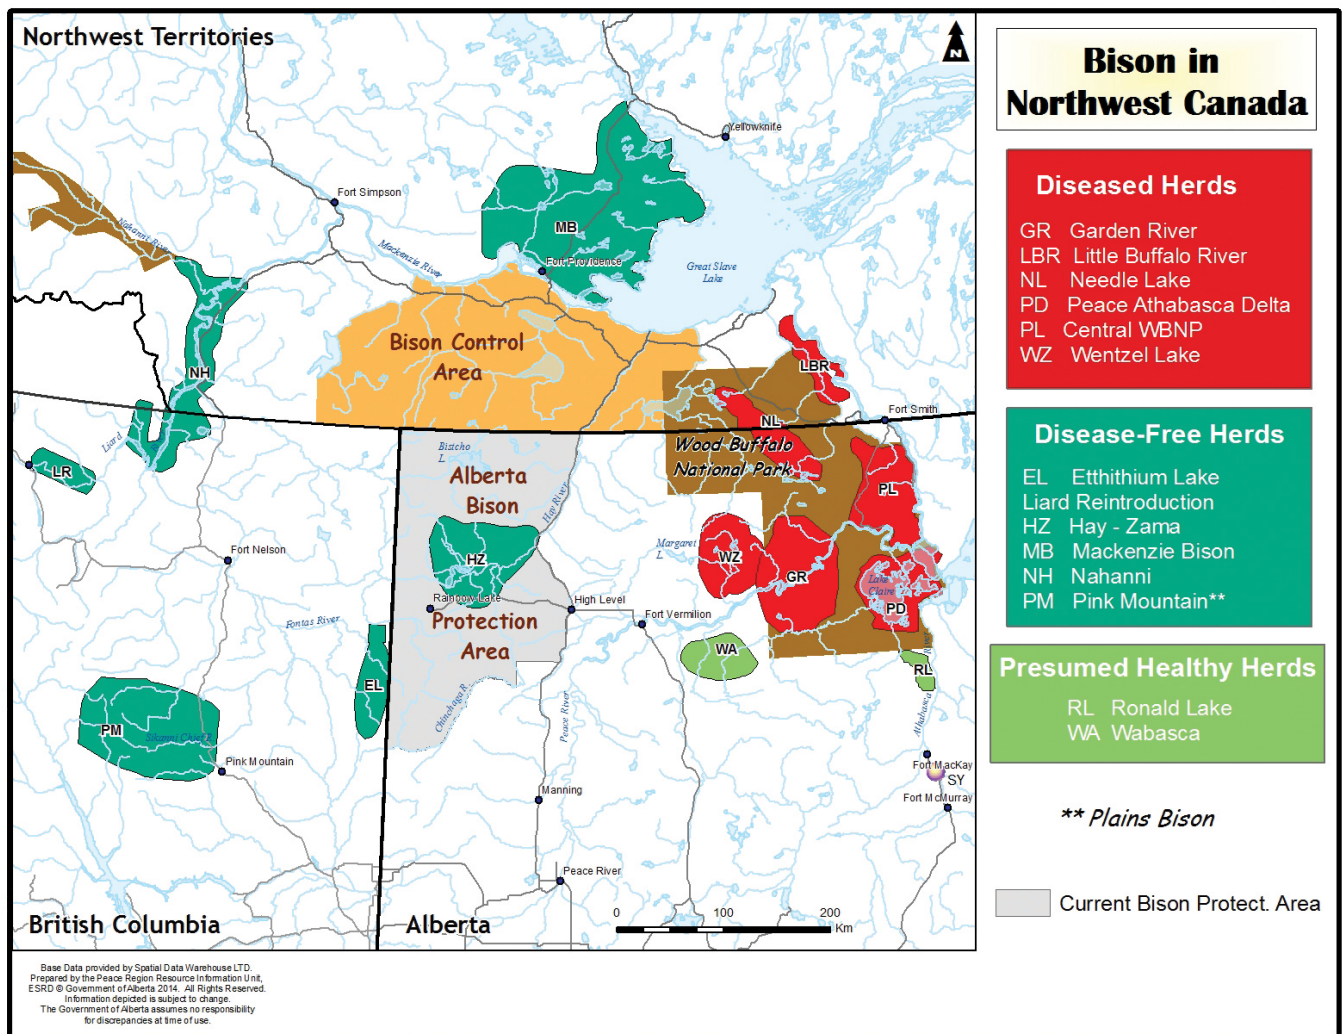 Northwest Territories
N
Yellowknife
Fort Simpson
Nahanni River
MB
Mackenzie River
Fort Providence
Great Slave
Lake
Bison Control
Area
NH
LBR
Fort Smith
NL
Liard
Bistcho
L.
Wood Buffalo
National Park
LR
Alberta
Bison
Hay River
PL
Fort Nelson
HZ
Margaret
L.
WZ
GR
Lake
Claire
PD
Rainbow Lake
High Level
Fort Vermilion
Fontas River
Protection
Area
WA
RL
EL
Chinchaga R.
Peace River
Athabasca River
PM
Sikanni Chief R.
Pink Mountain
Fort MacKay
SY
Manning
Fort McMurray
Peace River
British Columbia
Alberta
0 100 200
Km
Bison in
Northwest Canada
Diseased Herds
GR Garden River
LBR Little Buffalo River
NL Needle Lake
PD Peace Athabasca Delta
PL Central WBNP
WZ Wentzel Lake
Disease-Free Herds
EL Etthithium Lake
Liard Reintroduction
HZ Hay - Zama
MB Mackenzie Bison
NH Nahanni
PM Pink Mountain**
Presumed Healthy Herds
RL Ronald Lake
WA Wabasca
** Plains Bison
Current Bison Protect. Area
Base Data provided by Spatial Data Warehouse LTD.
Prepared by the Peace Region Resource Information Unit,
ESRD © Government of Alberta 2014. All Rights Reserved.
Information depicted is subject to change.
The Government of Alberta assumes no responsibility
for discrepancies at time of use.